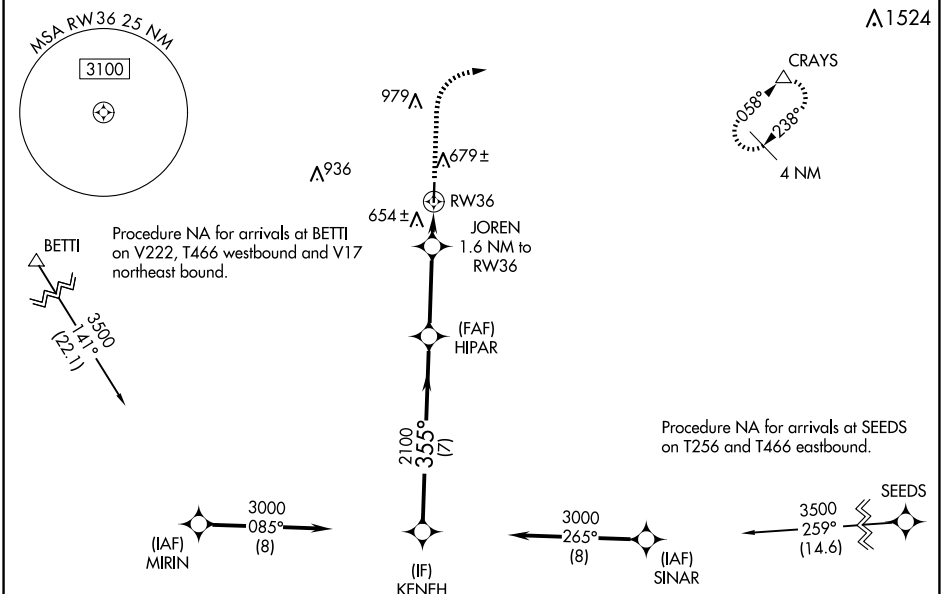 MSA RW36 25 NM
3100
1524
CRAYS
058°
238°
4 NM
979
679±
936
RW36
654±
JOREN
1.6 NM to
RW36
BETTI
Procedure NA for arrivals at BETTI
on V222, T466 westbound and V17
northeast bound.
3500
141°
(22.1)
(FAF)
HIPAR
2100
355°
(7)
Procedure NA for arrivals at SEEDS
on T256 and T466 eastbound.
SEEDS
3500
259°
(14.6)
3000
085°
(8)
(IAF)
MIRIN
3000
265°
(8)
(IAF)
SINAR
(IF)
KENEH